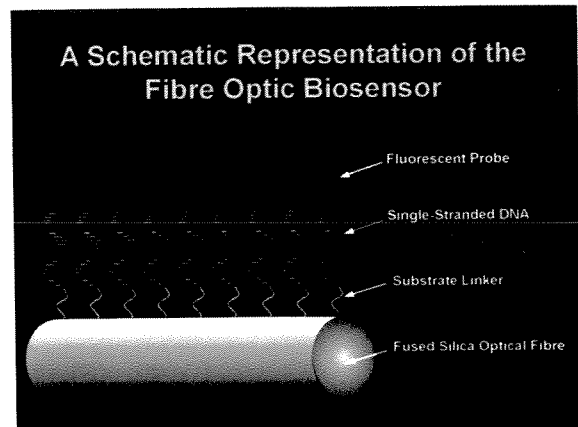 A Schematic Representation of the
Fibre Optic Biosensor
Fluorescent Probe
Single-Stranded DNA
Substrate Linker
Fused Silica Optical Fibre